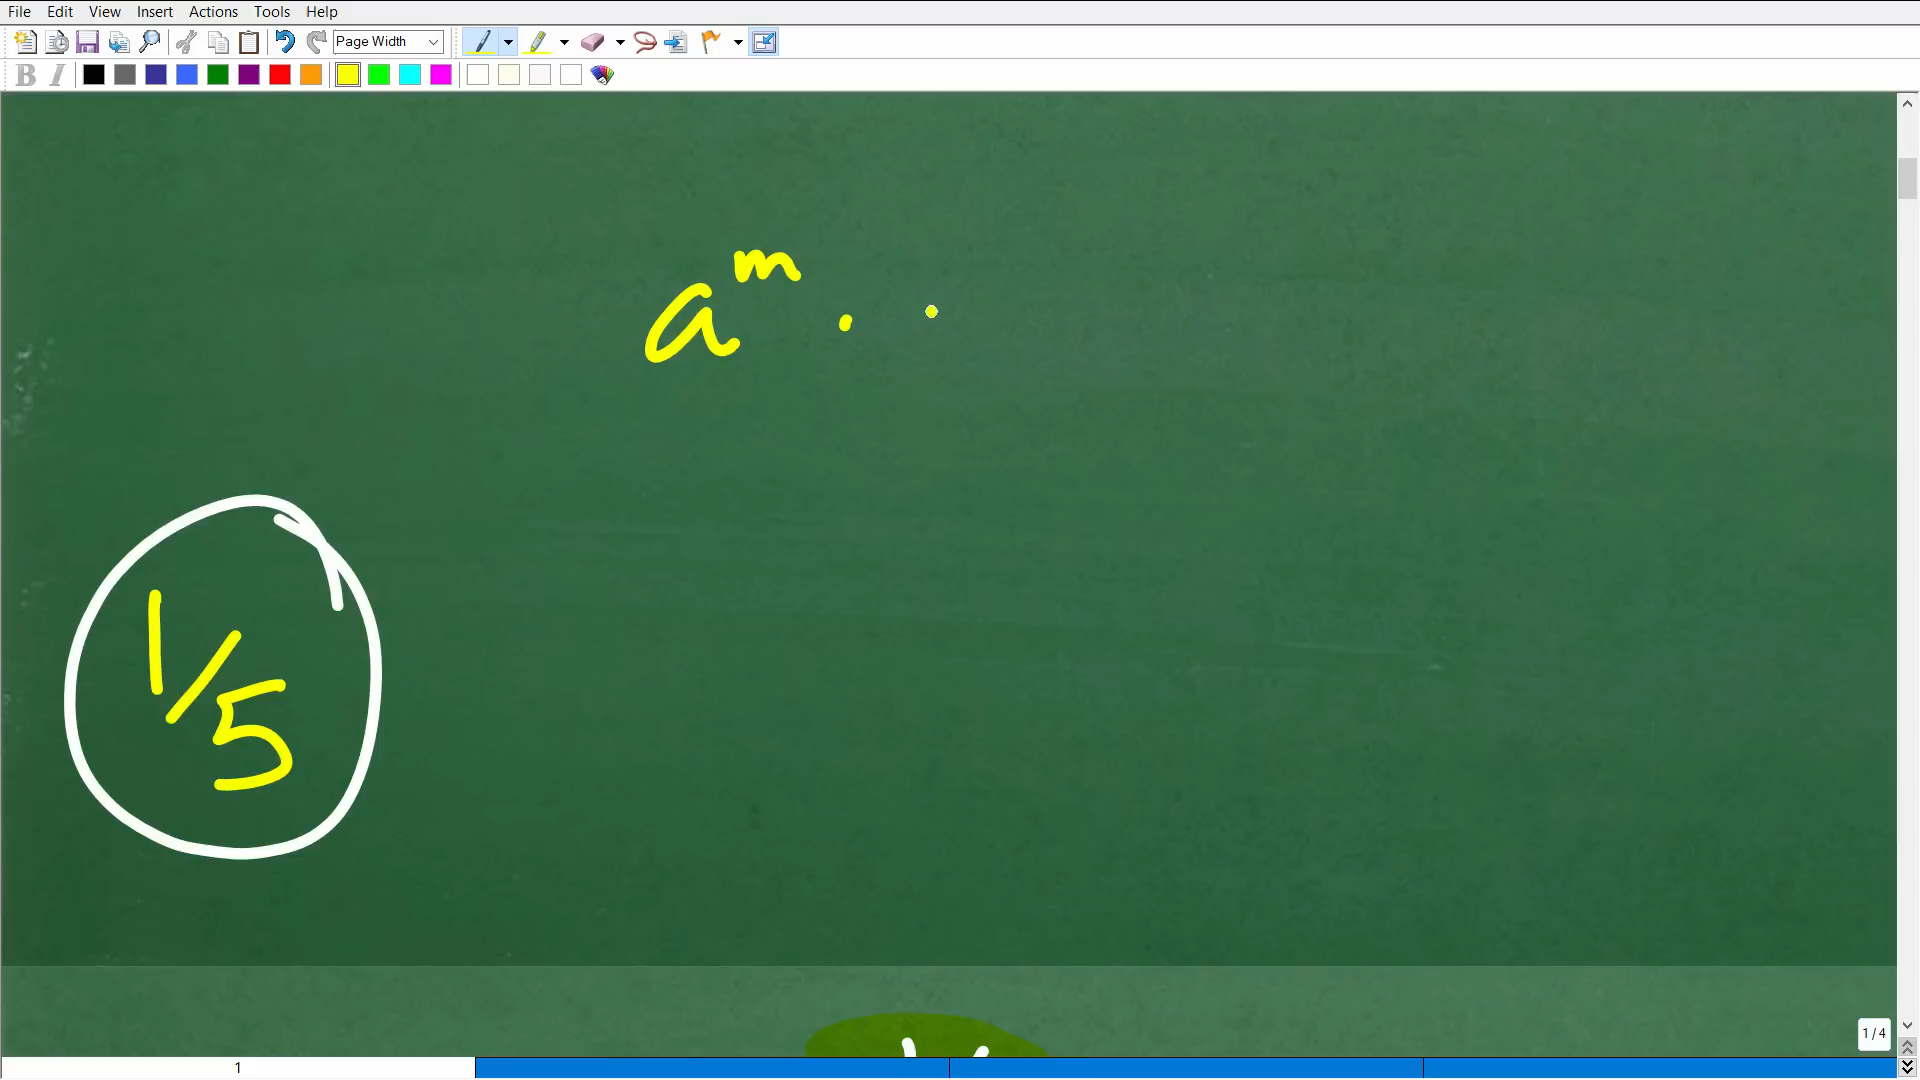 File Edit View Insert Actions Tools Help
Page Width
B I
a^m ·
1/5
1 / 4
1